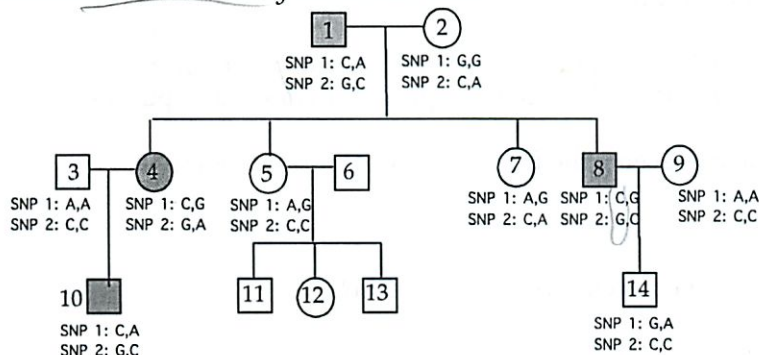 1
2
SNP 1: C,A
SNP 2: G,C
SNP 1: G,G
SNP 2: C,A
3
4
5
6
7
8
9
SNP 1: A,A
SNP 2: C,C
SNP 1: C,G
SNP 2: G,A
SNP 1: A,G
SNP 2: C,C
SNP 1: A,G
SNP 2: C,A
SNP 1: C,G
SNP 2: G,C
SNP 1: A,A
SNP 2: C,C
10
11
12
13
14
SNP 1: C,A
SNP 2: G,C
SNP 1: G,A
SNP 2: C,C